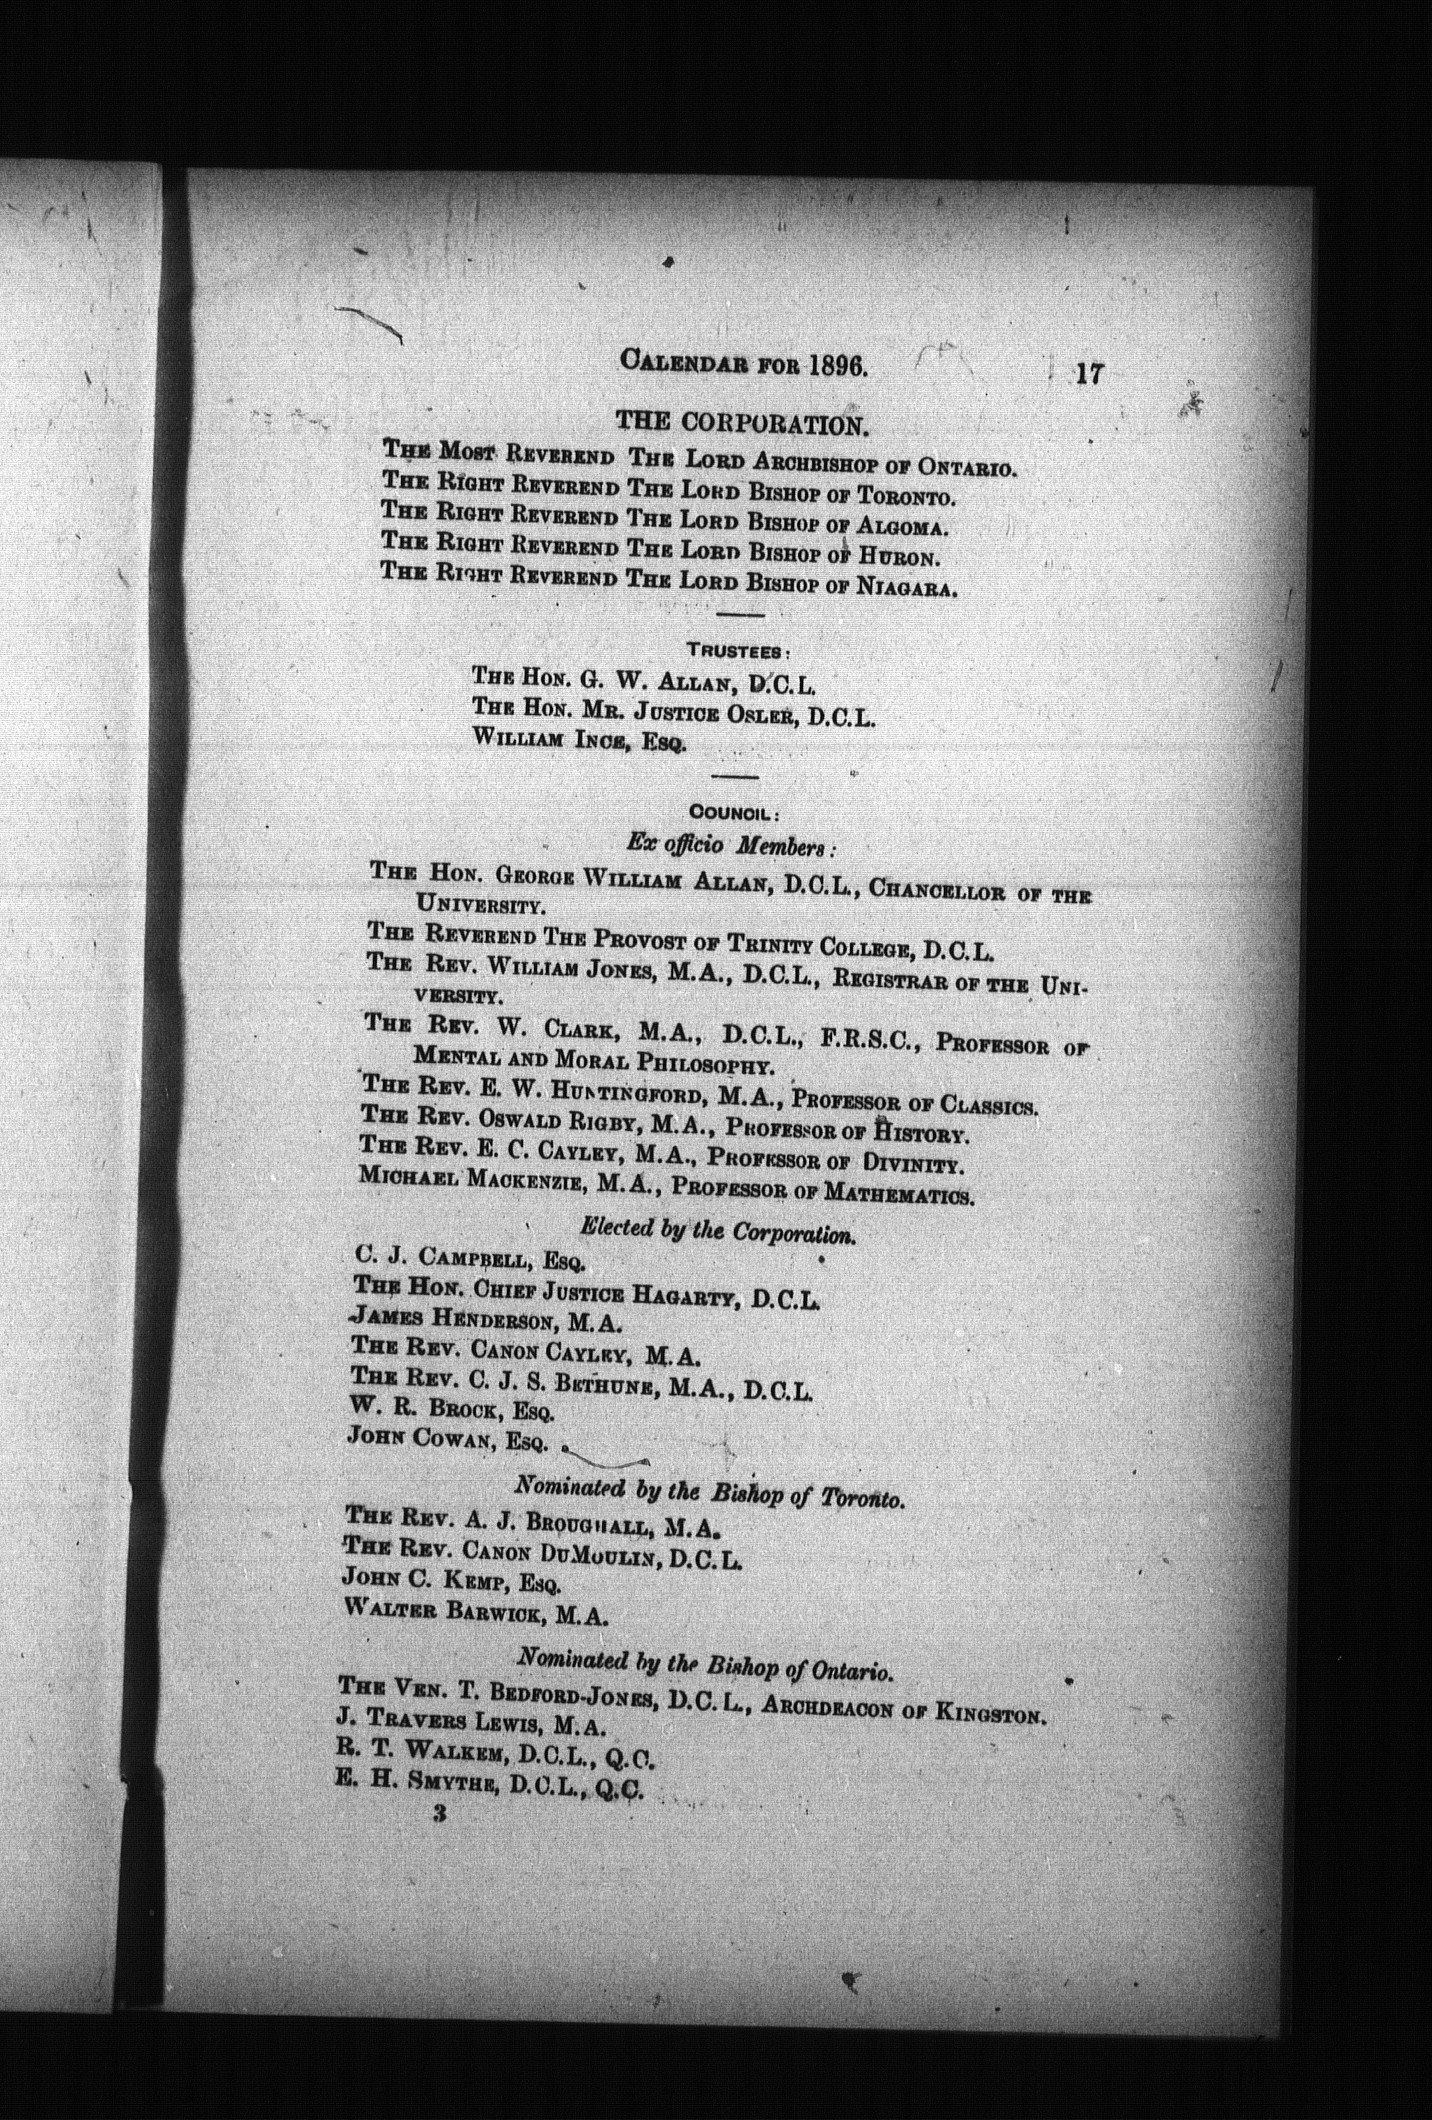 CALENDAR FOR 1896. 17
THE CORPORATION.
THE MOST REVEREND THE LORD ARCHBISHOP OF ONTARIO.
THE RIGHT REVEREND THE LORD BISHOP OF TORONTO.
THE RIGHT REVEREND THE LORD BISHOP OF ALGOMA.
THE RIGHT REVEREND THE LORD BISHOP OF HURON.
THE RIGHT REVEREND THE LORD BISHOP OF NIAGARA.
TRUSTEES:
THE HON. G. W. ALLAN, D.C.L.
THE HON. MR. JUSTICE OSLER, D.C.L.
WILLIAM INCE, ESQ.
COUNCIL:
Ex officio Members:
THE HON. GEORGE WILLIAM ALLAN, D.C.L., CHANCELLOR OF THE
UNIVERSITY.
THE REVEREND THE PROVOST OF TRINITY COLLEGE, D.C.L.
THE REV. WILLIAM JONES, M.A., D.C.L., REGISTRAR OF THE UNI-
VERSITY.
THE REV. W. CLARK, M.A., D.C.L., F.R.S.C., PROFESSOR OF
MENTAL AND MORAL PHILOSOPHY.
THE REV. E. W. HUNTINGFORD, M.A., PROFESSOR OF CLASSICS.
THE REV. OSWALD RIGBY, M.A., PROFESSOR OF HISTORY.
THE REV. E. C. CAYLEY, M.A., PROFESSOR OF DIVINITY.
MICHAEL MACKENZIE, M.A., PROFESSOR OF MATHEMATICS.
Elected by the Corporation.
C. J. CAMPBELL, ESQ.
THE HON. CHIEF JUSTICE HAGARTY, D.C.L.
JAMES HENDERSON, M.A.
THE REV. CANON CAYLEY, M.A.
THE REV. C. J. S. BETHUNE, M.A., D.C.L.
W. R. BROCK, ESQ.
JOHN COWAN, ESQ.
Nominated by the Bishop of Toronto.
THE REV. A. J. BROUGHALL, M.A.
THE REV. CANON DUMOULIN, D.C.L.
JOHN C. KEMP, ESQ.
WALTER BARWICK, M.A.
Nominated by the Bishop of Ontario.
THE VEN. T. BEDFORD-JONES, D.C.L., ARCHDEACON OF KINGSTON.
J. TRAVERS LEWIS, M.A.
R. T. WALKEM, D.C.L., Q.C.
E. H. SMYTHE, D.C.L., Q.C.
3